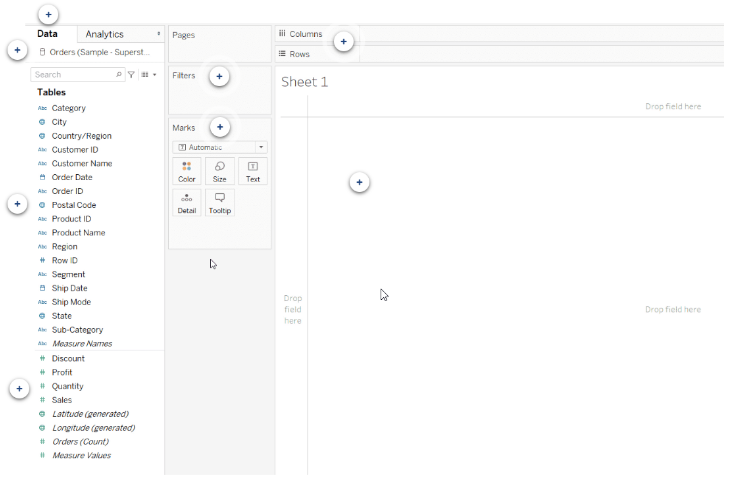 Data Analytics
Orders (Sample - Superst...
Search
Tables
Abc Category
City
Country/Region
Abc Customer ID
Abc Customer Name
Order Date
Abc Order ID
Postal Code
Abc Product ID
Abc Product Name
Abc Region
# Row ID
Abc Segment
Ship Date
Abc Ship Mode
State
Abc Sub-Category
Abc Measure Names
# Discount
# Profit
# Quantity
# Sales
Latitude (generated)
Longitude (generated)
# Orders (Count)
# Measure Values
Pages
Filters
Marks
T Automatic
Color Size T Text
Detail Tooltip
Columns
Rows
Sheet 1
Drop field here
Drop
field
here
Drop field here